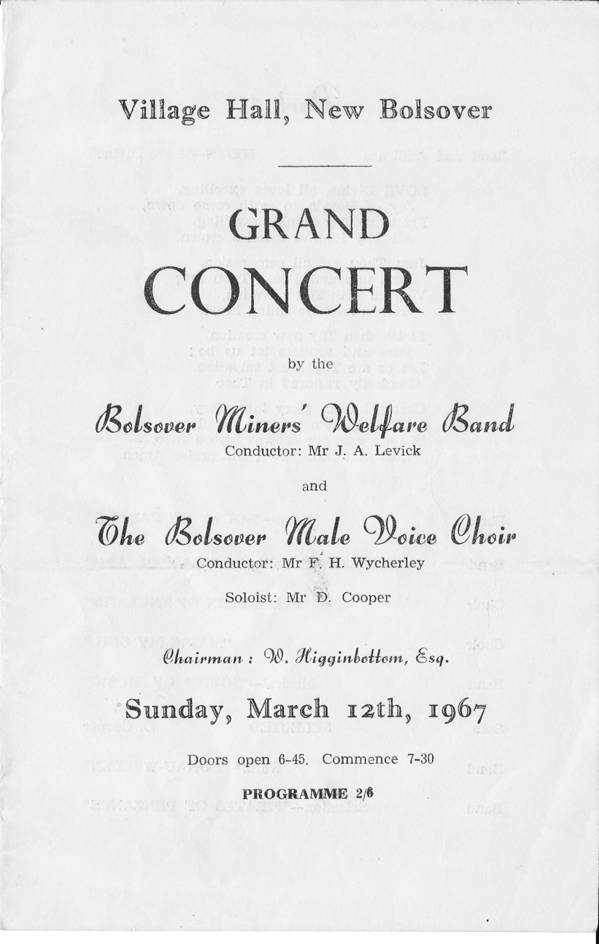 Village Hall, New Bolsover
GRAND
CONCERT
by the
Bolsover Miners' Welfare Band
Conductor: Mr J. A. Levick
and
The Bolsover Male Voice Choir
Conductor: Mr F. H. Wycherley
Soloist: Mr D. Cooper
Chairman : W. Higginbottom, Esq.
Sunday, March 12th, 1967
Doors open 6-45. Commence 7-30
PROGRAMME 2/6